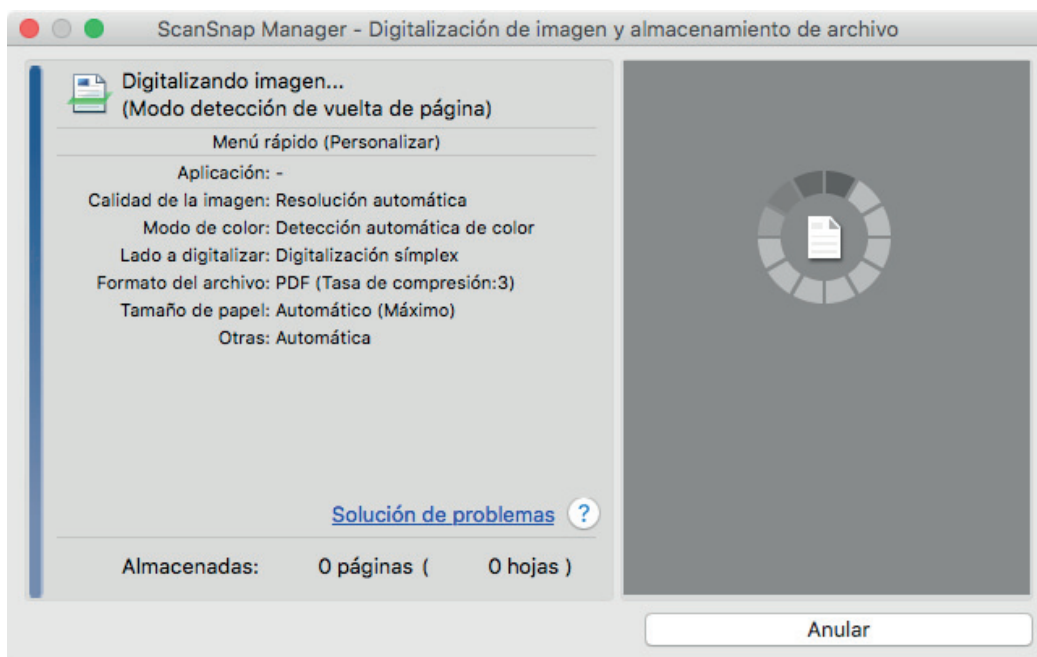 ScanSnap Manager - Digitalización de imagen y almacenamiento de archivo
Digitalizando imagen...
(Modo detección de vuelta de página)
Menú rápido (Personalizar)
Aplicación: -
Calidad de la imagen: Resolución automática
Modo de color: Detección automática de color
Lado a digitalizar: Digitalización símplex
Formato del archivo: PDF (Tasa de compresión:3)
Tamaño de papel: Automático (Máximo)
Otras: Automática
Solución de problemas ?
Almacenadas: 0 páginas ( 0 hojas )
Anular